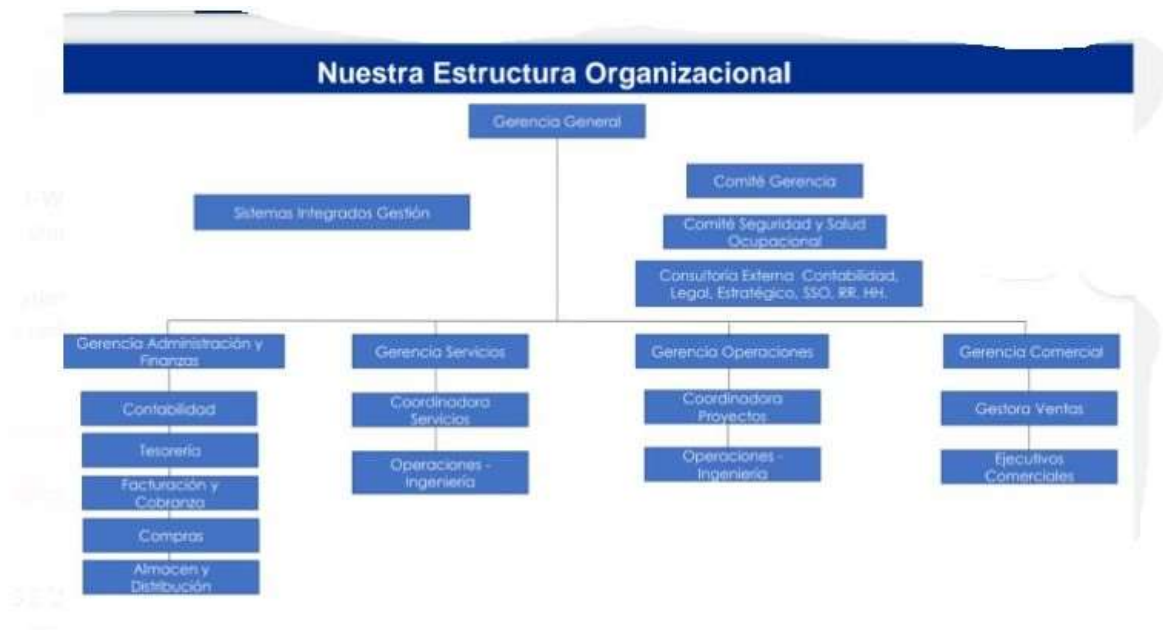 Nuestra Estructura Organizacional
Gerencia General
Comité Gerencia
Sistemas Integrados Gestión
Comité Seguridad y Salud
Ocupacional
Consultoría Externa Contabilidad,
Legal, Estratégico, SSO, RR. HH.
Gerencia Administración y
Finanzas
Gerencia Servicios
Gerencia Operaciones
Gerencia Comercial
Contabilidad
Coordinadora
Servicios
Coordinadora
Proyectos
Gestora Ventas
Tesorería
Operaciones -
Ingeniería
Operaciones -
Ingeniería
Ejecutivos
Comerciales
Facturación y
Cobranza
Compras
Almacen y
Distribución